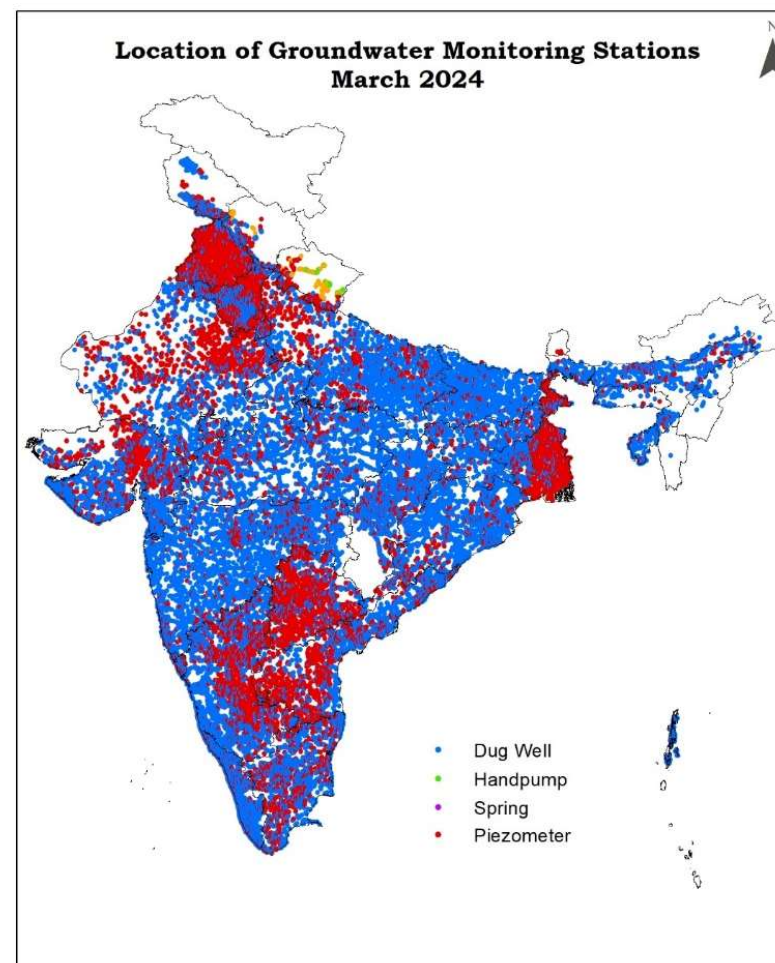 Location of Groundwater Monitoring Stations
March 2024
N
Dug Well
Handpump
Spring
Piezometer